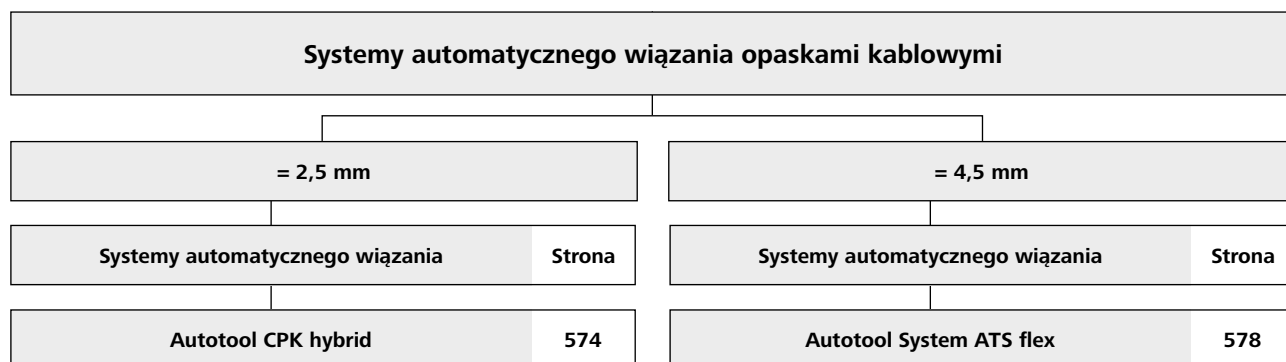 Systemy automatycznego wiązania opaskami kablowymi
= 2,5 mm
= 4,5 mm
Systemy automatycznego wiązania Strona
Systemy automatycznego wiązania Strona
Autotool CPK hybrid 574
Autotool System ATS flex 578